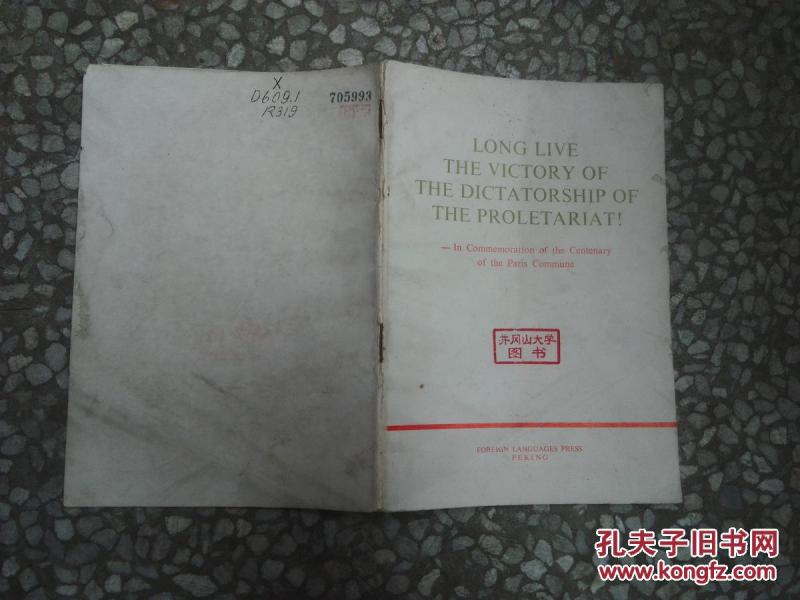 X
D609.1
R319
705993
LONG LIVE
THE VICTORY OF
THE DICTATORSHIP OF
THE PROLETARIAT!
— In Commemoration of the Centenary
of the Paris Commune
井冈山大学
图书
FOREIGN LANGUAGES PRESS
PEKING
孔夫子旧书网
www.kongfz.com